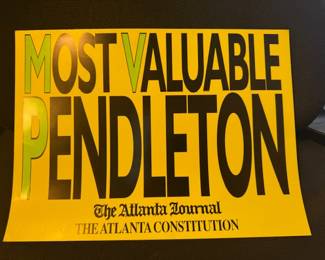 MOST VALUABLE
PENDLETON
The Atlanta Journal
THE ATLANTA CONSTITUTION